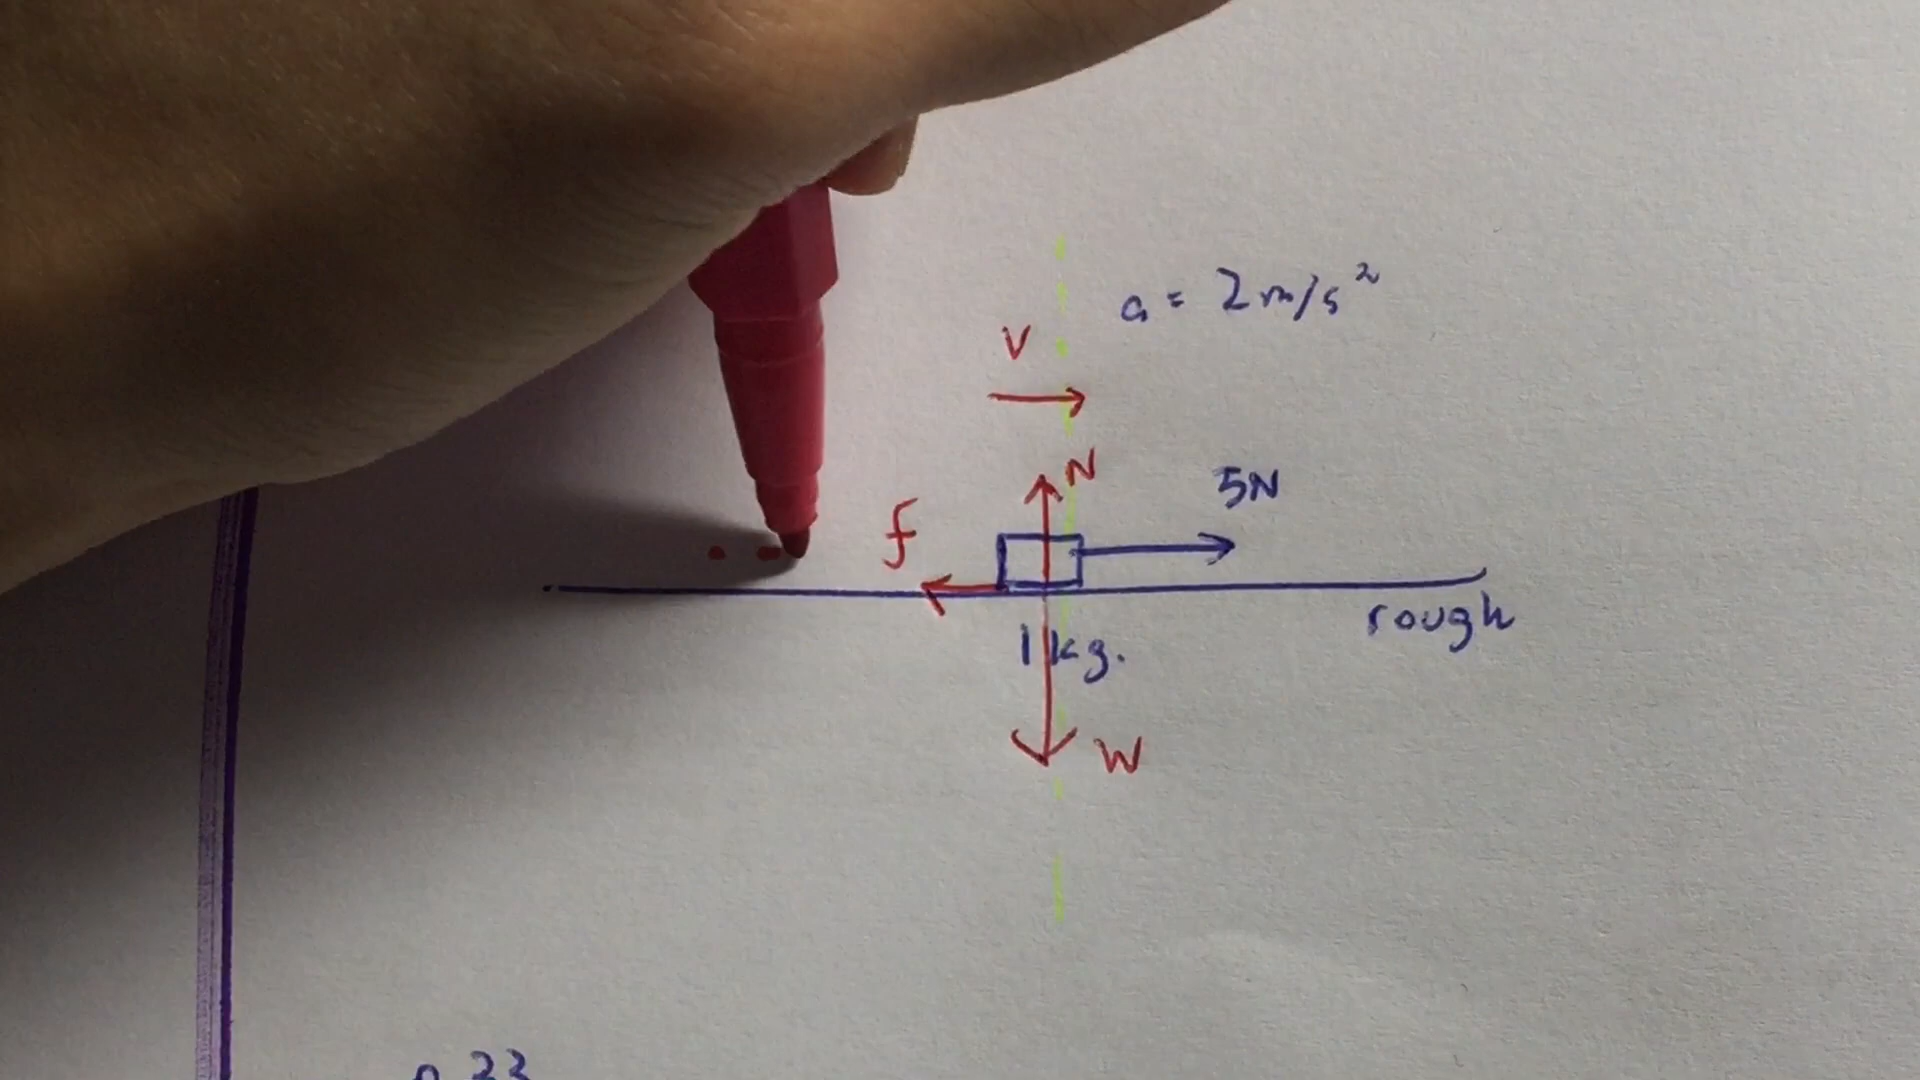 a = 2m/s²
V
N
5N
f
rough
1kg.
W